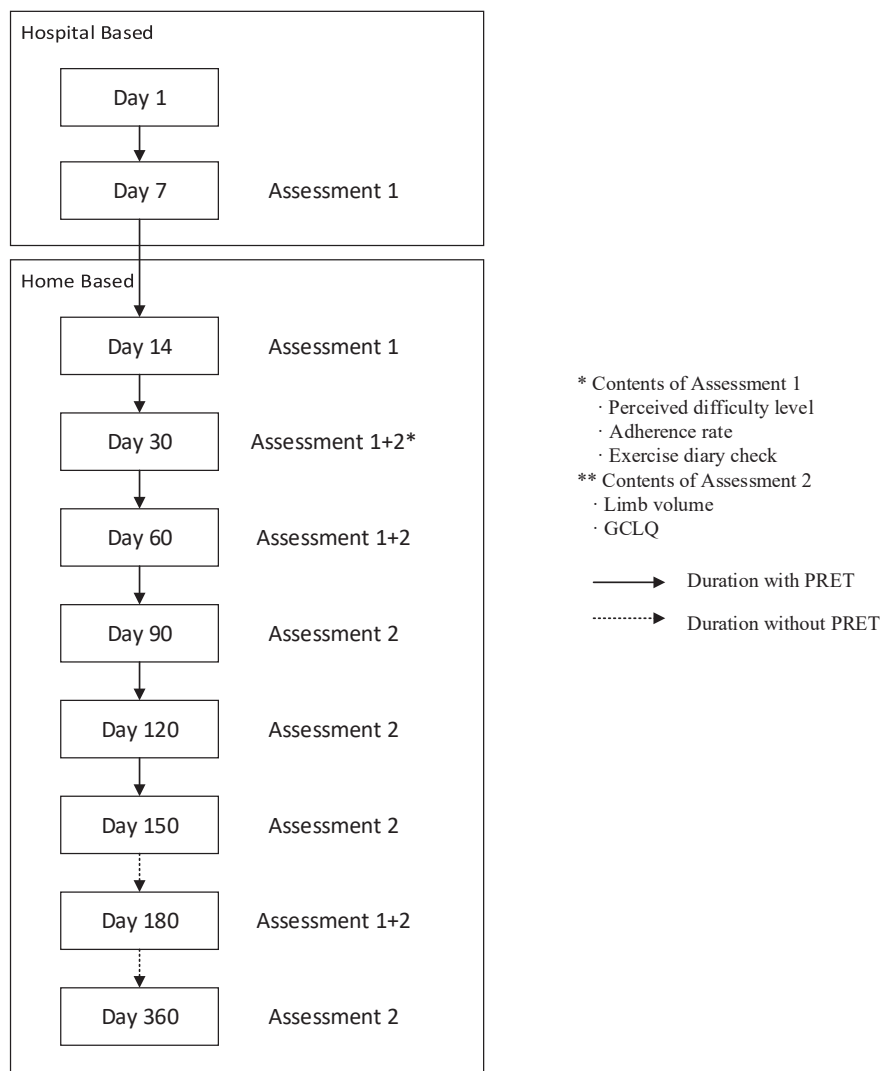 Hospital Based
Day 1
Day 7
Assessment 1
Home Based
Day 14
Assessment 1
Day 30
Assessment 1+2*
Day 60
Assessment 1+2
Day 90
Assessment 2
Day 120
Assessment 2
Day 150
Assessment 2
Day 180
Assessment 1+2
Day 360
Assessment 2
* Contents of Assessment 1
· Perceived difficulty level
· Adherence rate
· Exercise diary check
** Contents of Assessment 2
· Limb volume
· GCLQ
Duration with PRET
Duration without PRET